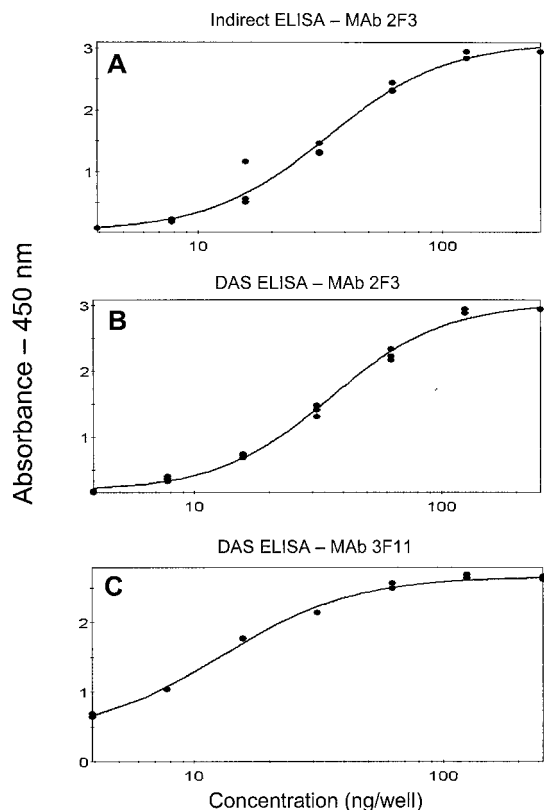 Indirect ELISA – MAb 2F3
A
3
2
1
10
100
DAS ELISA – MAb 2F3
B
3
2
1
10
100
DAS ELISA – MAb 3F11
C
2
1
0
10
100
Absorbance – 450 nm
Concentration (ng/well)